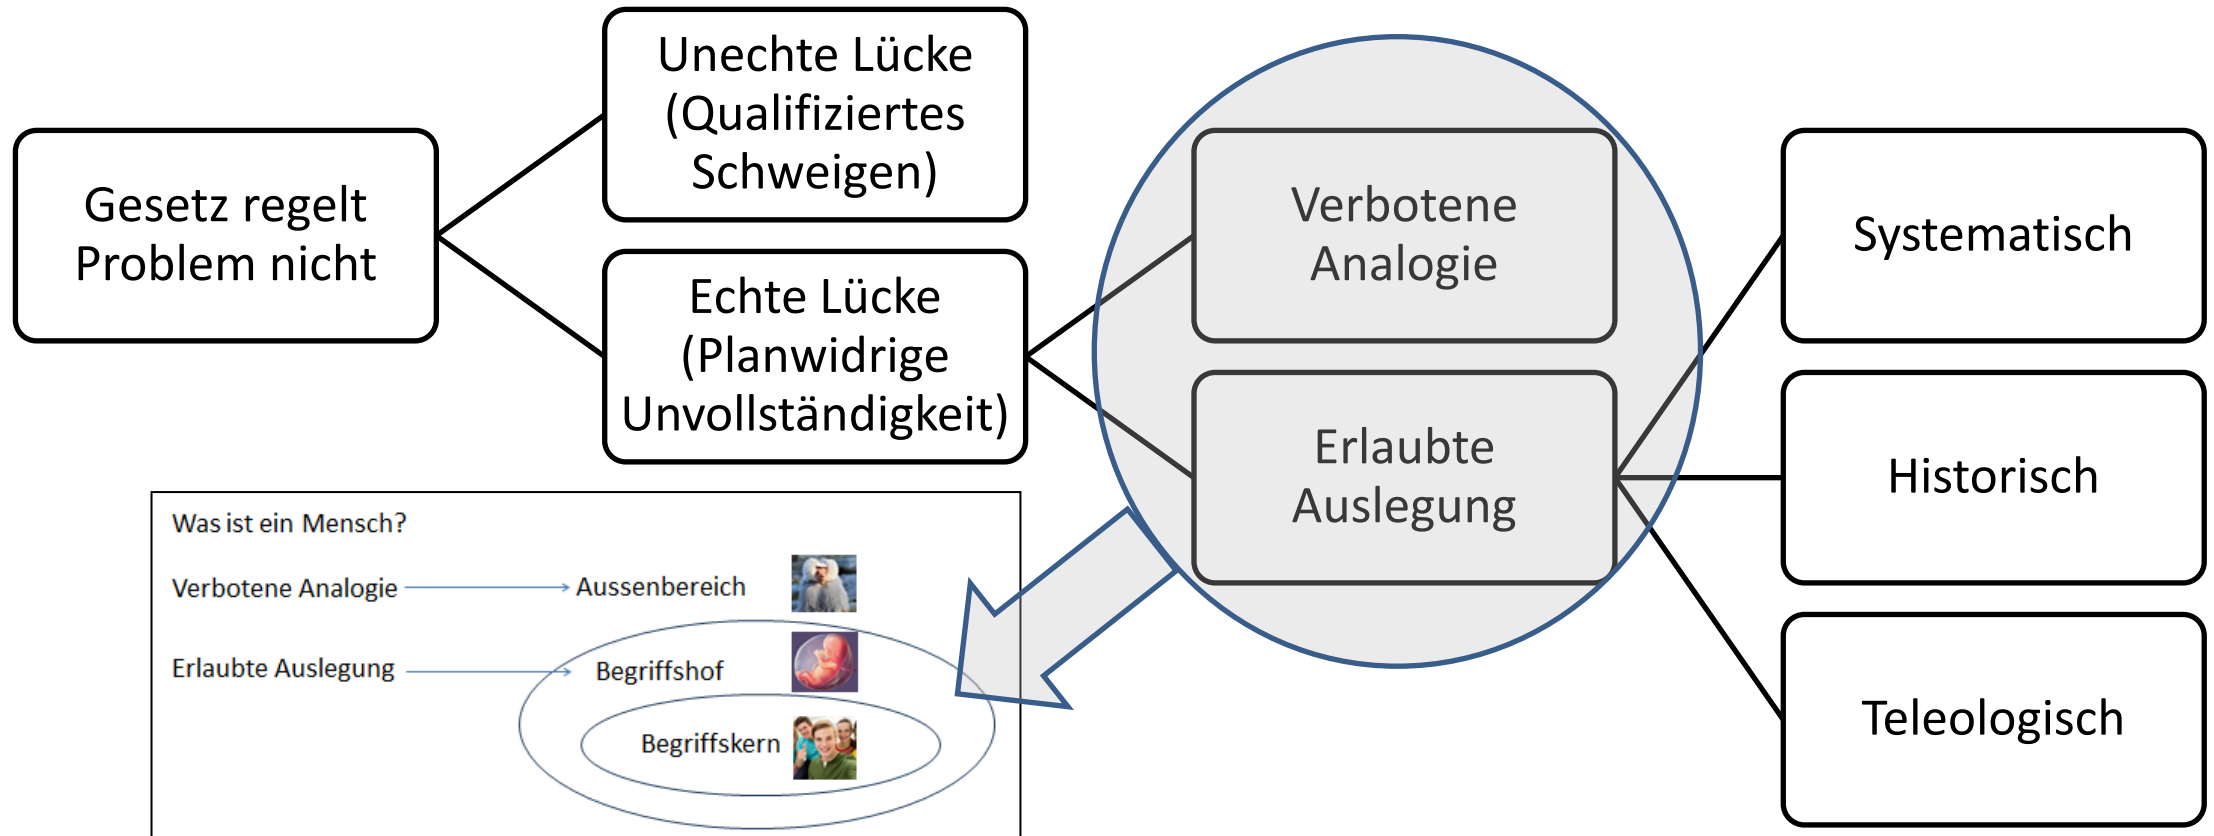 Gesetz regelt
Problem nicht
Unechte Lücke
(Qualifiziertes
Schweigen)
Echte Lücke
(Planwidrige
Unvollständigkeit)
Verbotene
Analogie
Erlaubte
Auslegung
Systematisch
Historisch
Teleologisch
Was ist ein Mensch?
Verbotene Analogie
Aussenbereich
Erlaubte Auslegung
Begriffshof
Begriffskern